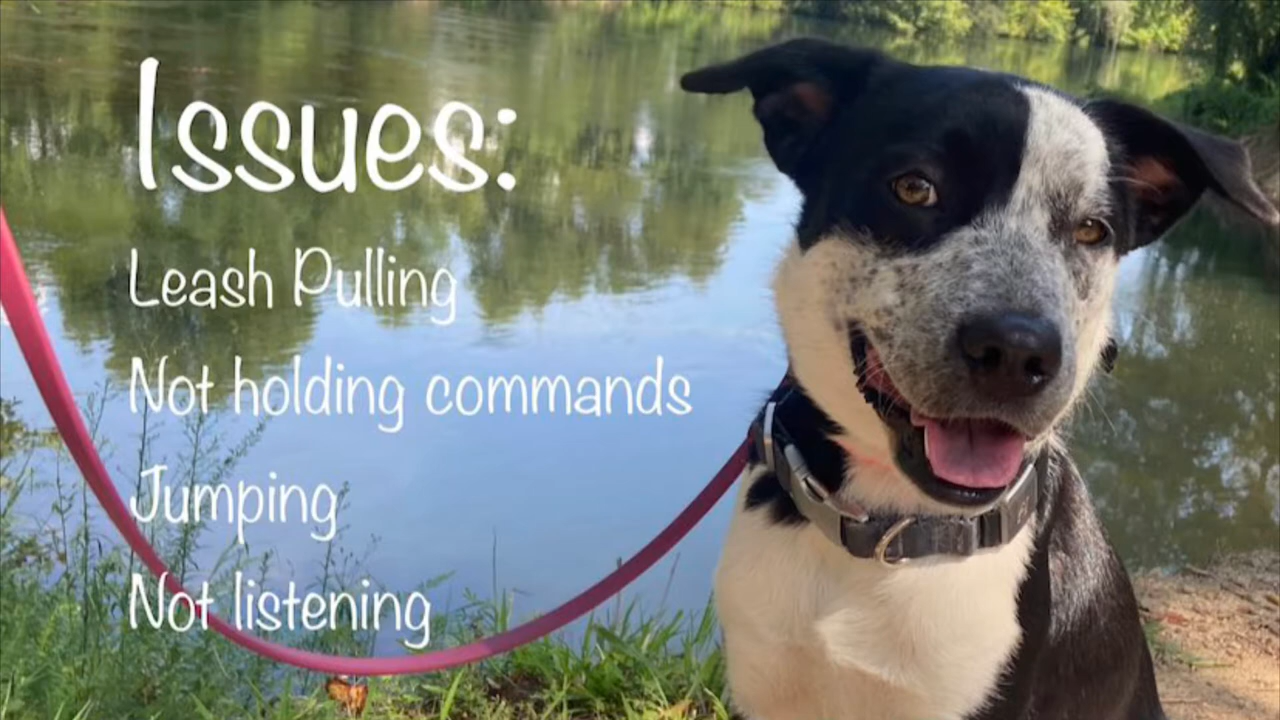 Issues:
Leash Pulling
Not holding commands
Jumping
Not listening